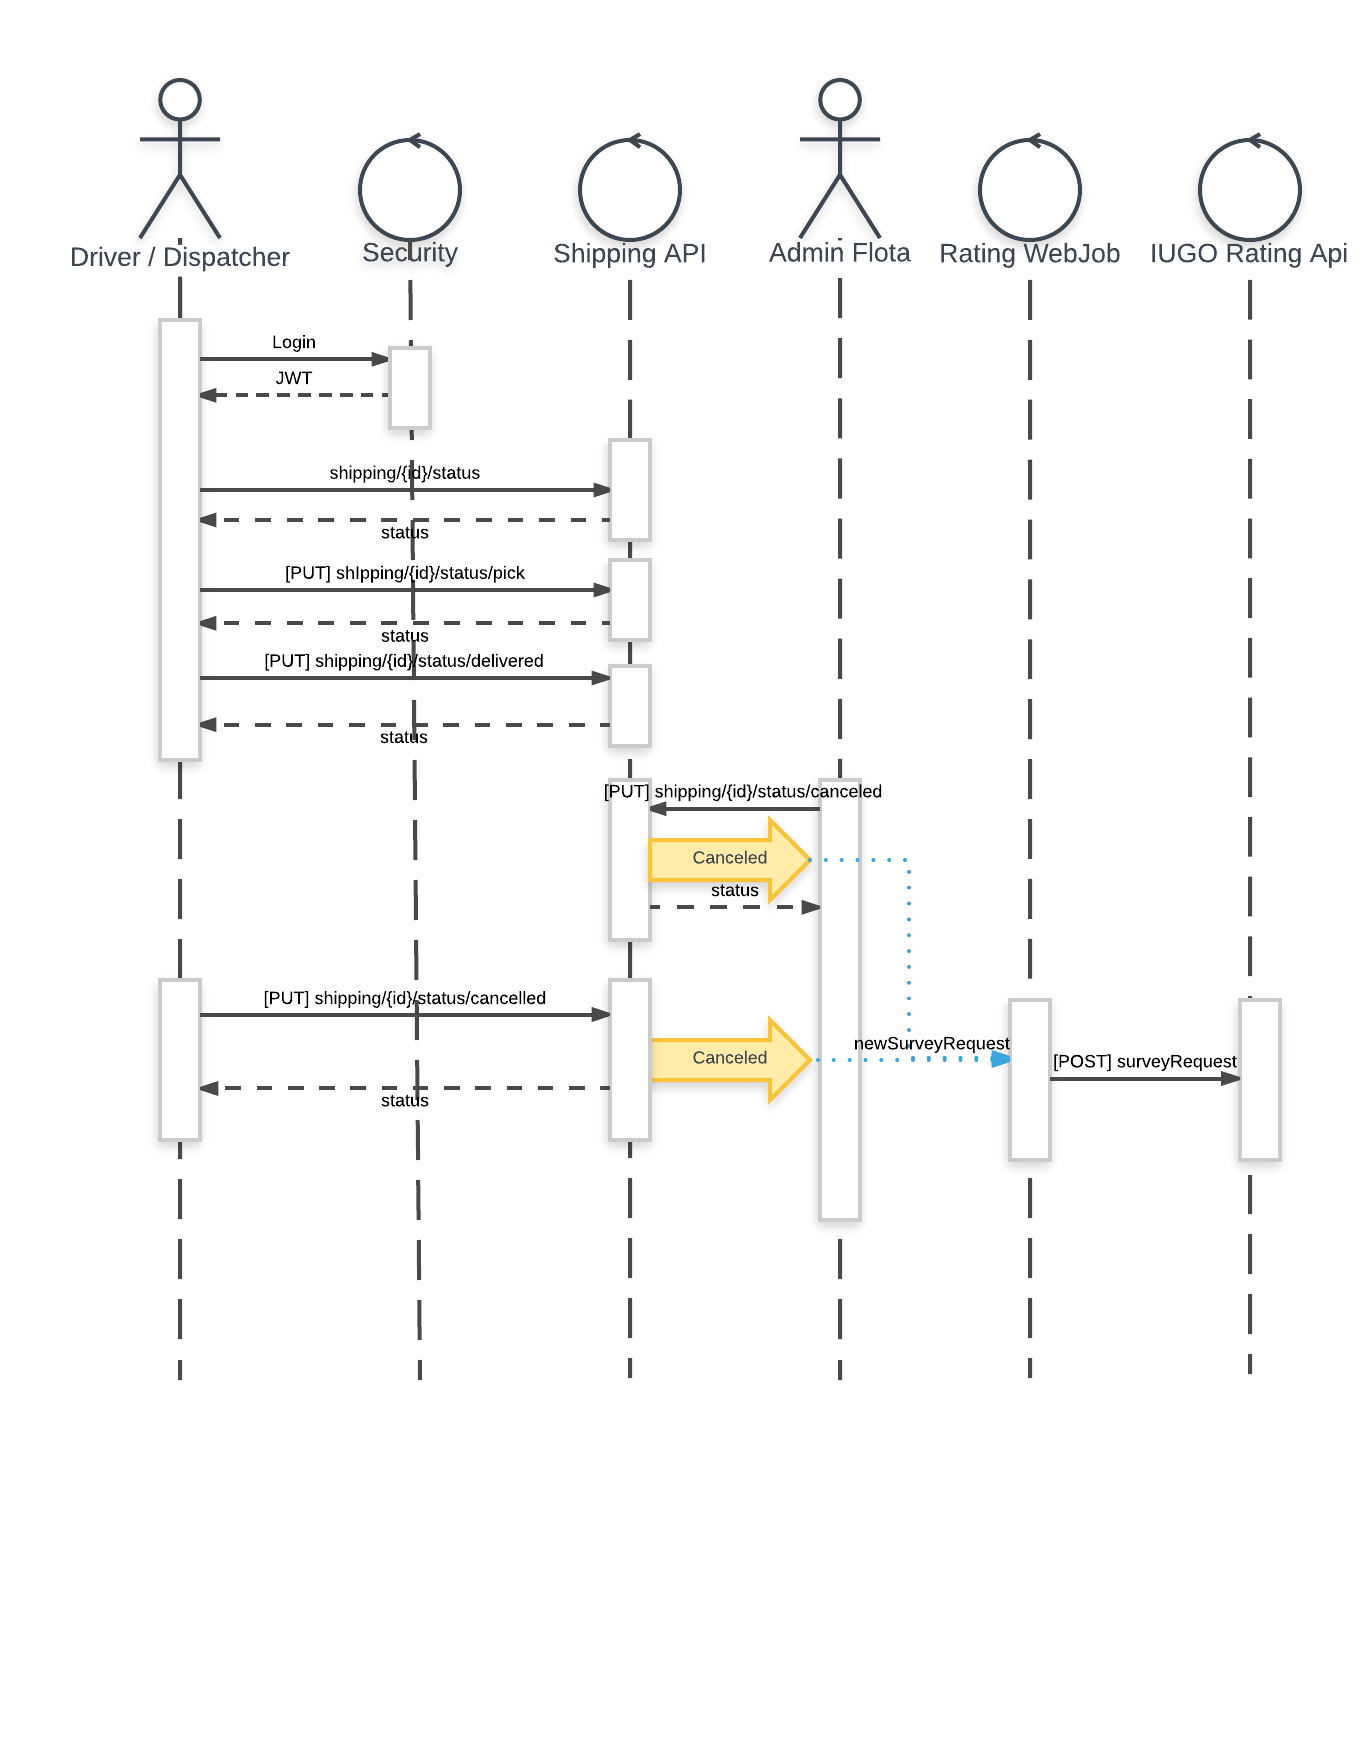 Driver / Dispatcher
Security
Shipping API
Admin Flota
Rating WebJob
IUGO Rating Api
Login
JWT
shipping/{id}/status
status
[PUT] shIpping/{id}/status/pick
status
[PUT] shipping/{id}/status/delivered
status
[PUT] shipping/{id}/status/canceled
Canceled
status
[PUT] shipping/{id}/status/cancelled
newSurveyRequest
Canceled
[POST] surveyRequest
status